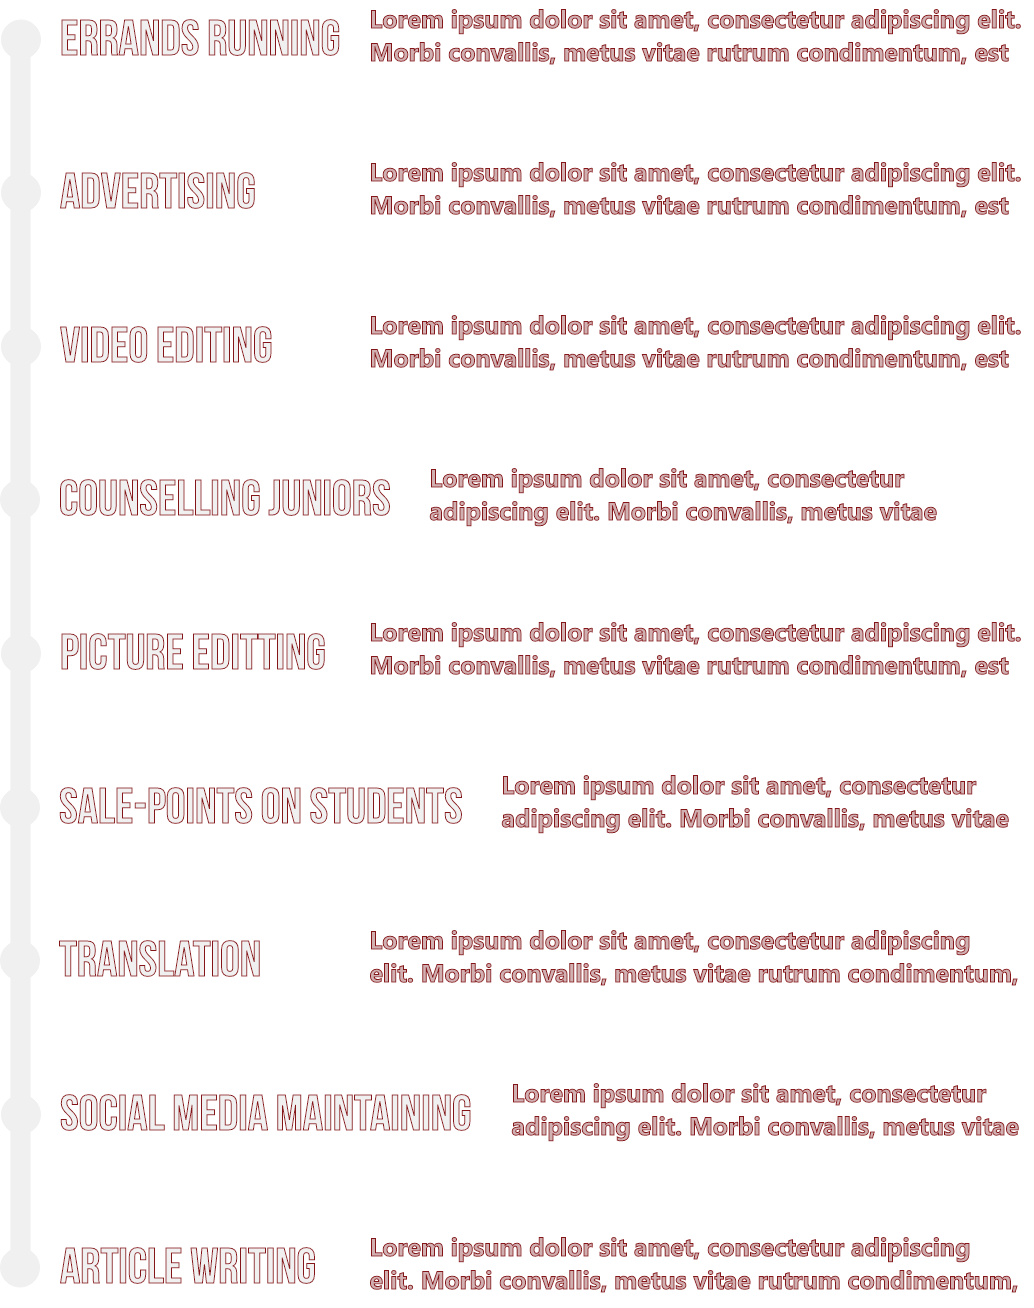 ERRANDS RUNNING
Lorem ipsum dolor sit amet, consectetur adipiscing elit.
Morbi convallis, metus vitae rutrum condimentum, est
ADVERTISING
Lorem ipsum dolor sit amet, consectetur adipiscing elit.
Morbi convallis, metus vitae rutrum condimentum, est
VIDEO EDITING
Lorem ipsum dolor sit amet, consectetur adipiscing elit.
Morbi convallis, metus vitae rutrum condimentum, est
COUNSELLING JUNIORS
Lorem ipsum dolor sit amet, consectetur
adipiscing elit. Morbi convallis, metus vitae
PICTURE EDITTING
Lorem ipsum dolor sit amet, consectetur adipiscing elit.
Morbi convallis, metus vitae rutrum condimentum, est
SALE-POINTS ON STUDENTS
Lorem ipsum dolor sit amet, consectetur
adipiscing elit. Morbi convallis, metus vitae
TRANSLATION
Lorem ipsum dolor sit amet, consectetur adipiscing
elit. Morbi convallis, metus vitae rutrum condimentum,
SOCIAL MEDIA MAINTAINING
Lorem ipsum dolor sit amet, consectetur
adipiscing elit. Morbi convallis, metus vitae
ARTICLE WRITING
Lorem ipsum dolor sit amet, consectetur adipiscing
elit. Morbi convallis, metus vitae rutrum condimentum,